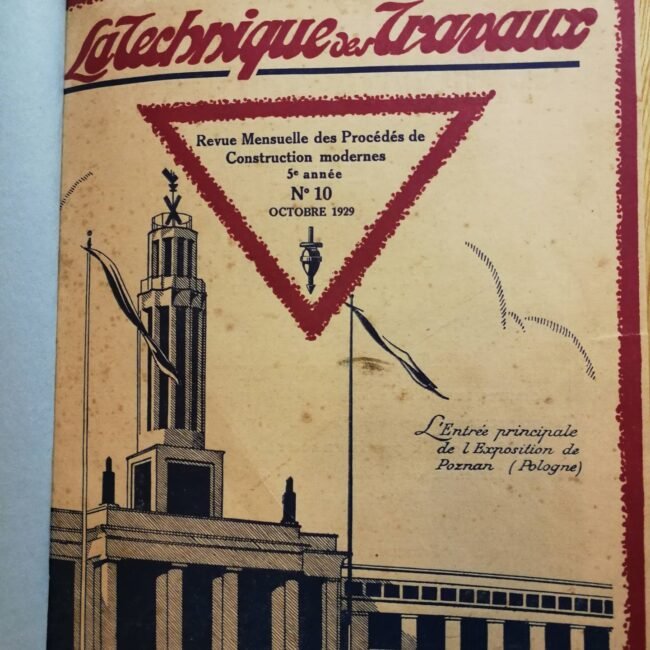 La Technique des Travaux
Revue Mensuelle des Procédés de
Construction modernes
5e année
No 10
OCTOBRE 1929
L'Entrée principale
de l'Exposition de
Poznan (Pologne)